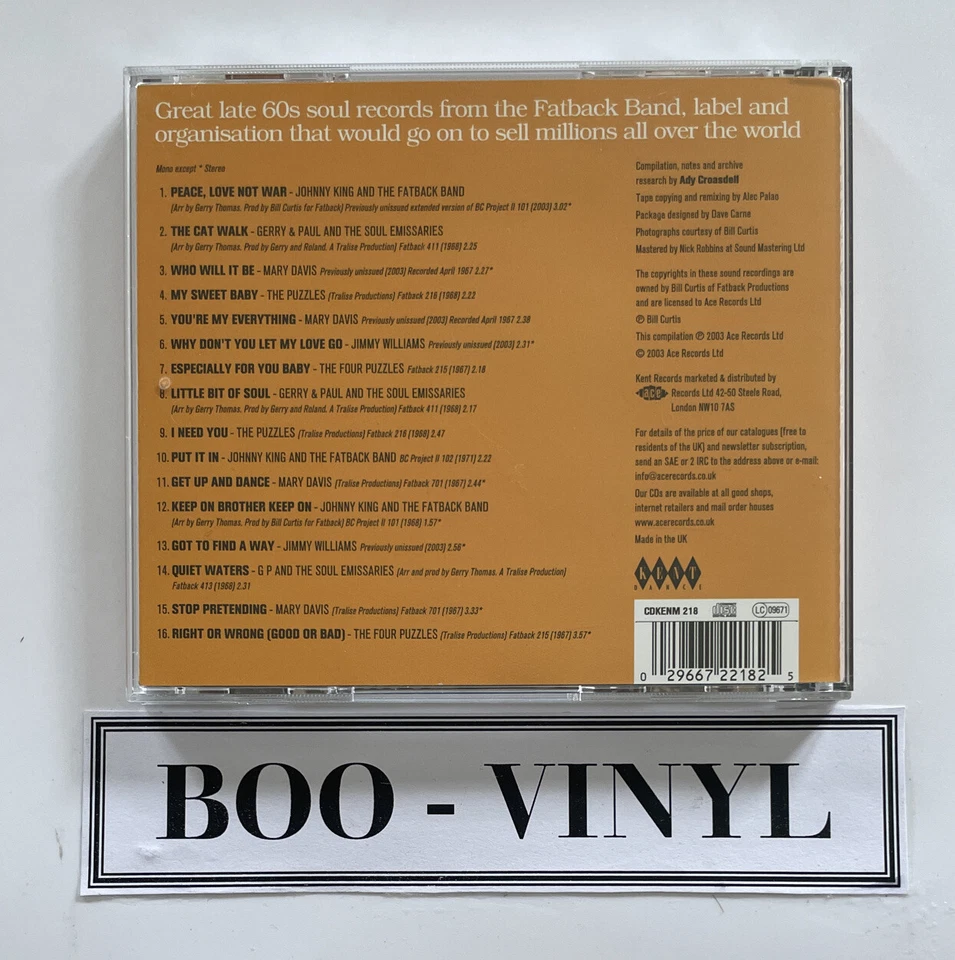 Great late 60s soul records from the Fatback Band, label and
organisation that would go on to sell millions all over the world
Mono except * Stereo
1. PEACE, LOVE NOT WAR - JOHNNY KING AND THE FATBACK BAND
(Arr by Gerry Thomas. Prod by Bill Curtis for Fatback) Previously unissued extended version of BC Project II 101 (2003) 3.02*
2. THE CAT WALK - GERRY & PAUL AND THE SOUL EMISSARIES
(Arr by Gerry Thomas. Prod by Gerry and Roland. A Tralise Production) Fatback 411 (1968) 2.25
3. WHO WILL IT BE - MARY DAVIS Previously unissued (2003) Recorded April 1967 2.27*
4. MY SWEET BABY - THE PUZZLES (Tralise Productions) Fatback 216 (1968) 2.22
5. YOU'RE MY EVERYTHING - MARY DAVIS Previously unissued (2003) Recorded April 1967 2.38
6. WHY DON'T YOU LET MY LOVE GO - JIMMY WILLIAMS Previously unissued (2003) 2.31*
7. ESPECIALLY FOR YOU BABY - THE FOUR PUZZLES Fatback 215 (1967) 2.18
8. LITTLE BIT OF SOUL - GERRY & PAUL AND THE SOUL EMISSARIES
(Arr by Gerry Thomas. Prod by Gerry and Roland. A Tralise Production) Fatback 411 (1968) 2.17
9. I NEED YOU - THE PUZZLES (Tralise Productions) Fatback 216 (1968) 2.47
10. PUT IT IN - JOHNNY KING AND THE FATBACK BAND BC Project II 102 (1971) 2.22
11. GET UP AND DANCE - MARY DAVIS (Tralise Productions) Fatback 701 (1967) 2.44*
12. KEEP ON BROTHER KEEP ON - JOHNNY KING AND THE FATBACK BAND
(Arr by Gerry Thomas. Prod by Bill Curtis for Fatback) BC Project II 101 (1968) 1.57*
13. GOT TO FIND A WAY - JIMMY WILLIAMS Previously unissued (2003) 2.56*
14. QUIET WATERS - G P AND THE SOUL EMISSARIES (Arr and prod by Gerry Thomas. A Tralise Production)
Fatback 413 (1968) 2.31
15. STOP PRETENDING - MARY DAVIS (Tralise Productions) Fatback 701 (1967) 3.33*
16. RIGHT OR WRONG (GOOD OR BAD) - THE FOUR PUZZLES (Tralise Productions) Fatback 215 (1967) 3.57*
Compilation, notes and archive
research by Ady Croasdell
Tape copying and remixing by Alec Palao
Package designed by Dave Carne
Photographs courtesy of Bill Curtis
Mastered by Nick Robbins at Sound Mastering Ltd
The copyrights in these sound recordings are
owned by Bill Curtis of Fatback Productions
and are licensed to Ace Records Ltd
℗ Bill Curtis
This compilation ℗ 2003 Ace Records Ltd
© 2003 Ace Records Ltd
Kent Records marketed & distributed by
ace Records Ltd 42-50 Steele Road,
London NW10 7AS
For details of the price of our catalogues (free to
residents of the UK) and newsletter subscription,
send an SAE or 2 IRC to the address above or e-mail:
info@acerecords.co.uk
Our CDs are available at all good shops,
internet retailers and mail order houses
www.acerecords.co.uk
Made in the UK
KENT
DANCE
CDKENM 218 COMPACT disc DIGITAL AUDIO LC 09671
0 29667 22182 5
BOO - VINYL